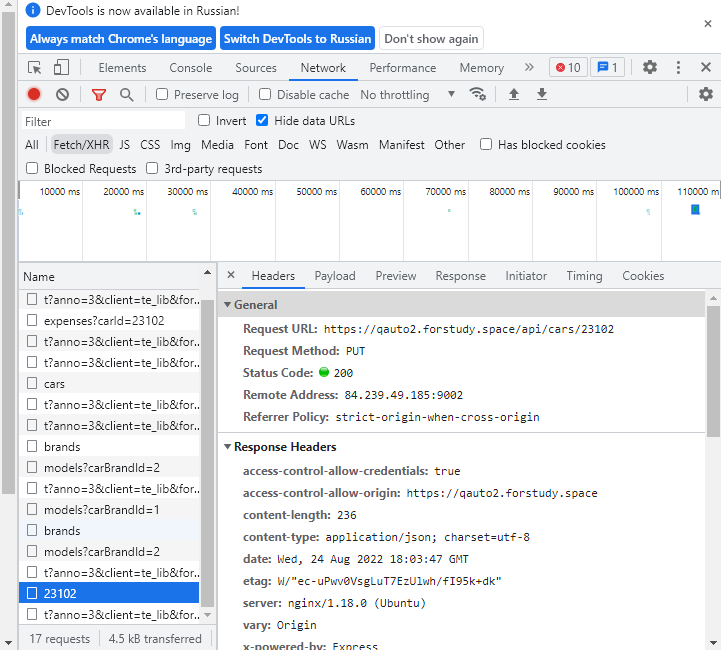 DevTools is now available in Russian!
Always match Chrome's language Switch DevTools to Russian Don't show again
Elements Console Sources Network Performance Memory 10 1
Preserve log Disable cache No throttling
Filter Invert Hide data URLs
All Fetch/XHR JS CSS Img Media Font Doc WS Wasm Manifest Other Has blocked cookies
Blocked Requests 3rd-party requests
10000 ms 20000 ms 30000 ms 40000 ms 50000 ms 60000 ms 70000 ms 80000 ms 90000 ms 100000 ms 110000 m
Name
t?anno=3&client=te_lib&for..
expenses?carId=23102
t?anno=3&client=te_lib&for..
t?anno=3&client=te_lib&for..
cars
t?anno=3&client=te_lib&for..
t?anno=3&client=te_lib&for..
brands
models?carBrandId=2
t?anno=3&client=te_lib&for..
models?carBrandId=1
brands
models?carBrandId=2
t?anno=3&client=te_lib&for..
23102
t?anno=3&client=te_lib&for..
17 requests 4.5 kB transferred
Headers Payload Preview Response Initiator Timing Cookies
General
Request URL: https://qauto2.forstudy.space/api/cars/23102
Request Method: PUT
Status Code: 200
Remote Address: 84.239.49.185:9002
Referrer Policy: strict-origin-when-cross-origin
Response Headers
access-control-allow-credentials: true
access-control-allow-origin: https://qauto2.forstudy.space
content-length: 236
content-type: application/json; charset=utf-8
date: Wed, 24 Aug 2022 18:03:47 GMT
etag: W/"ec-uPwv0VsgLuT7EzUlwh/fI95k+dk"
server: nginx/1.18.0 (Ubuntu)
vary: Origin
x-powered-by: Express